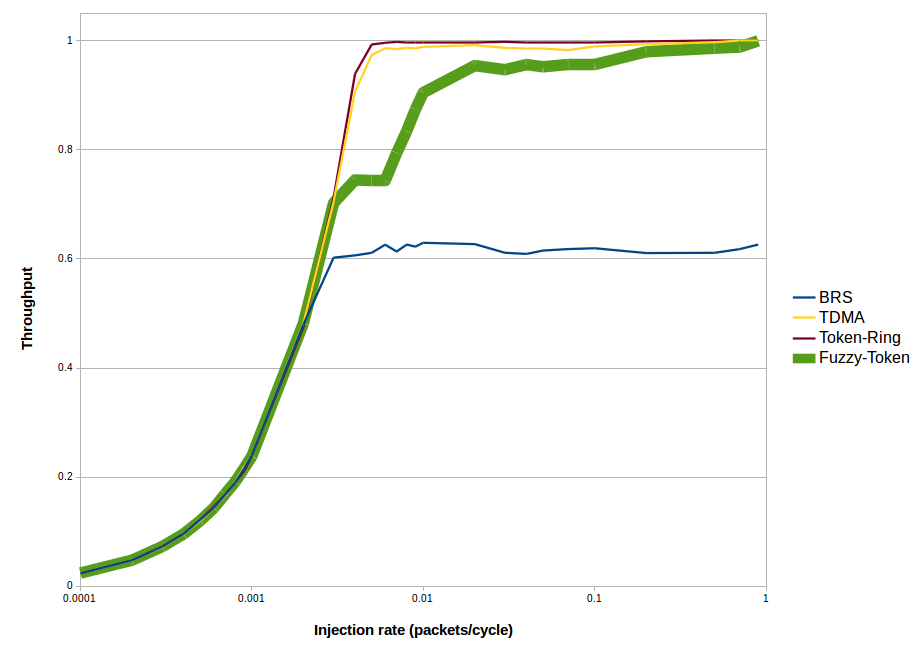 1
0.8
0.6
0.4
0.2
0
Throughput
0.0001
0.001
0.01
0.1
1
Injection rate (packets/cycle)
BRS
TDMA
Token-Ring
Fuzzy-Token